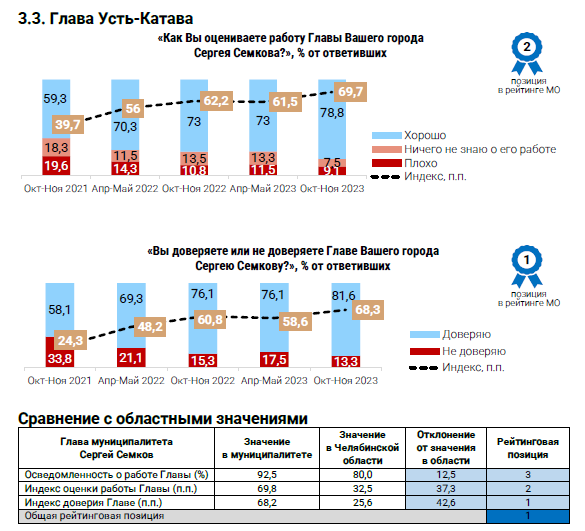 3.3. Глава Усть-Катава
«Как Вы оцениваете работу Главы Вашего города
Сергея Семкова?», % от ответивших
2
позиция
в рейтинге МО
59,3
70,3
73
73
78,8
39,7
56
62,2
61,5
69,7
18,3
11,5
13,5
13,3
7,5
19,6
14,3
10,8
11,5
9,1
Окт-Ноя 2021
Апр-Май 2022
Окт-Ноя 2022
Апр-Май 2023
Окт-Ноя 2023
Хорошо
Ничего не знаю о его работе
Плохо
Индекс, п.п.
«Вы доверяете или не доверяете Главе Вашего города
Сергею Семкову?», % от ответивших
1
позиция
в рейтинге МО
58,1
69,3
76,1
76,1
81,6
24,3
48,2
60,8
58,6
68,3
33,8
21,1
15,3
17,5
13,3
Окт-Ноя 2021
Апр-Май 2022
Окт-Ноя 2022
Апр-Май 2023
Окт-Ноя 2023
Доверяю
Не доверяю
Индекс, п.п.
Сравнение с областными значениями
Глава муниципалитета
Сергей Семков
Значение
в муниципалитете
Значение
в Челябинской
области
Отклонение
от значения
в области
Рейтинговая
позиция
Осведомленность о работе Главы (%) 92,5 80,0 12,5 3
Индекс оценки работы Главы (п.п.) 69,8 32,5 37,3 2
Индекс доверия Главе (п.п.) 68,2 25,6 42,6 1
Общая рейтинговая позиция 1